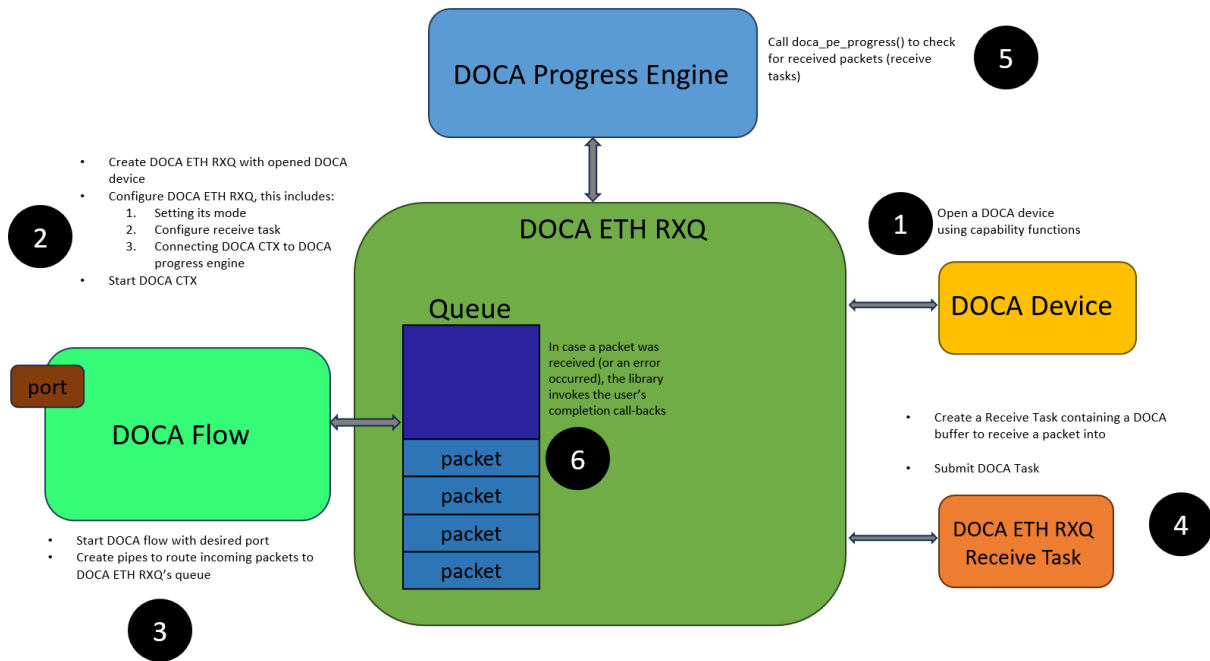 DOCA Progress Engine
Call doca_pe_progress() to check
for received packets (receive
tasks)
5
• Create DOCA ETH RXQ with opened DOCA
device
• Configure DOCA ETH RXQ, this includes:
1. Setting its mode
2. Configure receive task
3. Connecting DOCA CTX to DOCA
progress engine
• Start DOCA CTX
2
DOCA ETH RXQ
1
Open a DOCA device
using capability functions
DOCA Device
Queue
In case a packet was
received (or an error
occurred), the library
invokes the user's
completion call-backs
6
packet
packet
packet
packet
port
DOCA Flow
• Start DOCA flow with desired port
• Create pipes to route incoming packets to
DOCA ETH RXQ's queue
3
• Create a Receive Task containing a DOCA
buffer to receive a packet into
• Submit DOCA Task
DOCA ETH RXQ
Receive Task
4